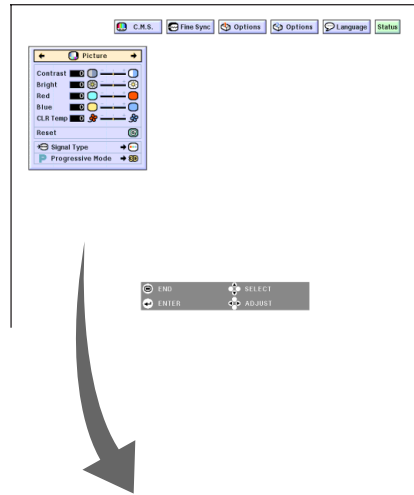 C.M.S. Fine Sync Options Options Language Status
Picture
Contrast 0
Bright 0
Red 0
Blue 0
CLR Temp 0
Reset
Signal Type
P Progressive Mode
END SELECT
ENTER ADJUST